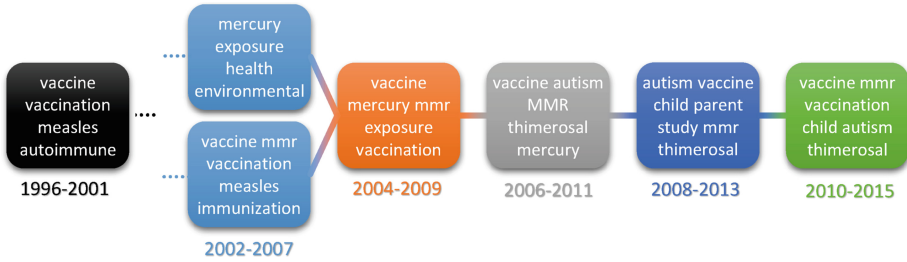 vaccine
vaccination
measles
autoimmune
1996-2001
mercury
exposure
health
environmental
vaccine mmr
vaccination
measles
immunization
2002-2007
vaccine
mercury mmr
exposure
vaccination
2004-2009
vaccine autism
MMR
thimerosal
mercury
2006-2011
autism vaccine
child parent
study mmr
thimerosal
2008-2013
vaccine mmr
vaccination
child autism
thimerosal
2010-2015